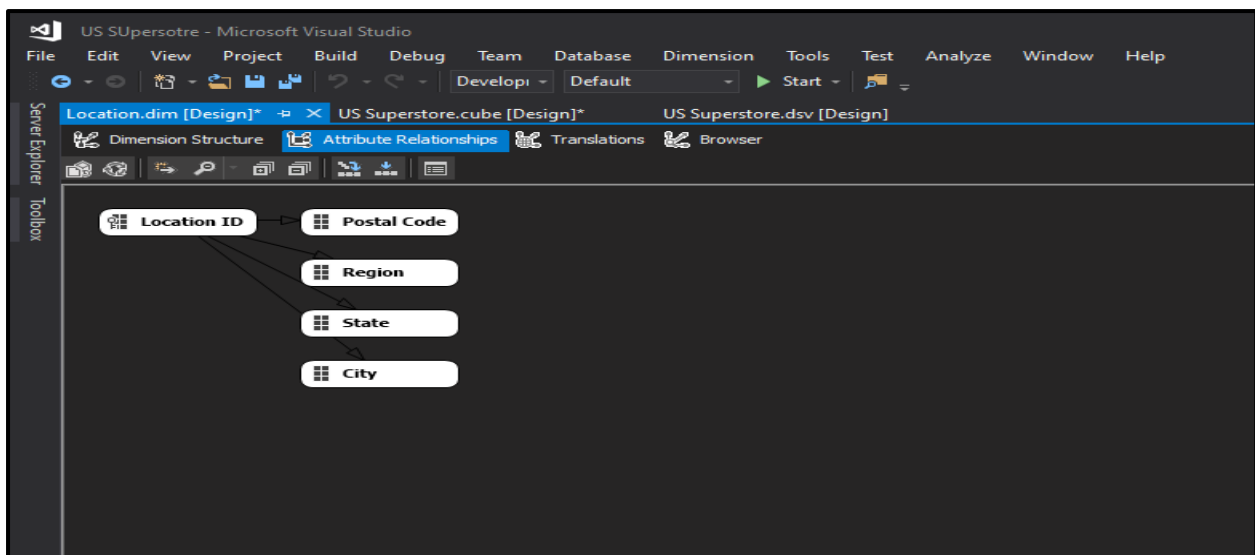 US SUpersotre - Microsoft Visual Studio
File Edit View Project Build Debug Team Database Dimension Tools Test Analyze Window Help
Developi Default Start
Server Explorer
Toolbox
Location.dim [Design]* US Superstore.cube [Design]* US Superstore.dsv [Design]
Dimension Structure Attribute Relationships Translations Browser
Location ID Postal Code
Region
State
City